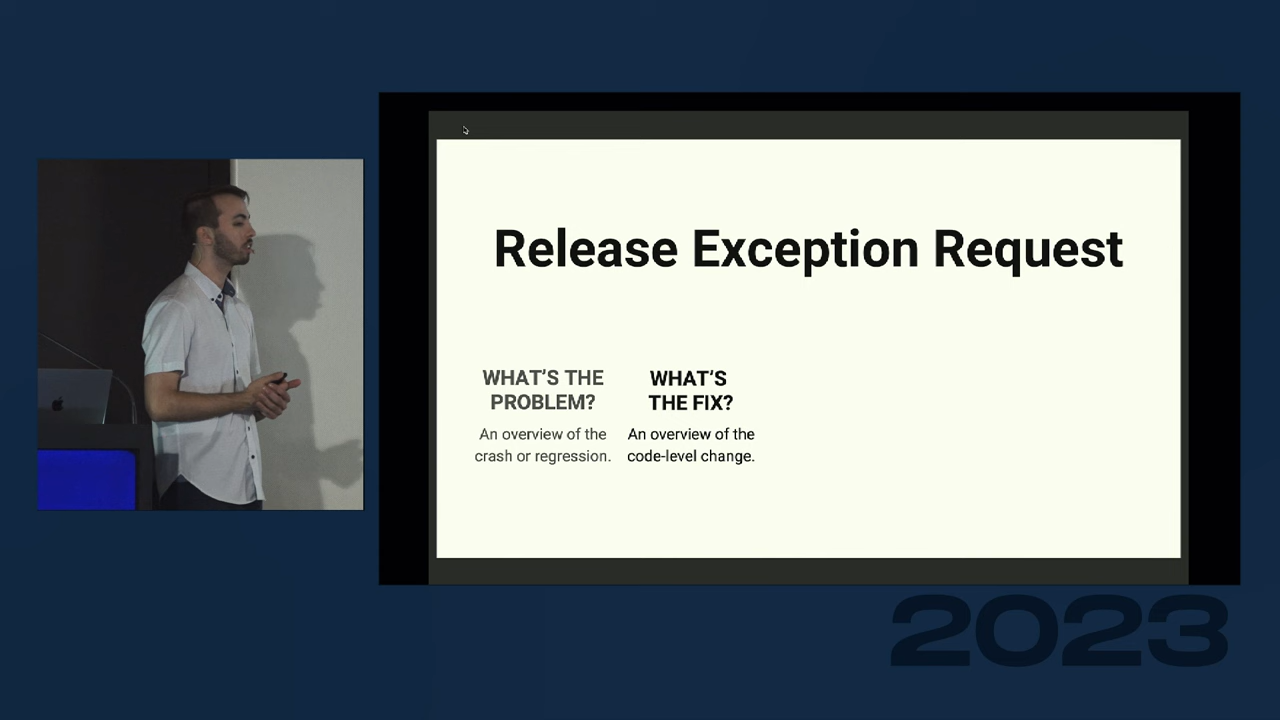 Release Exception Request
WHAT'S THE
PROBLEM?
An overview of the
crash or regression.
WHAT'S
THE FIX?
An overview of the
code-level change.
2023